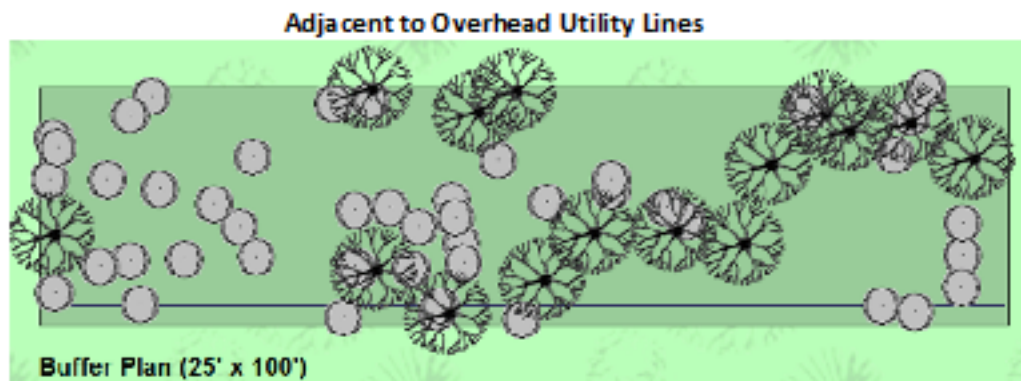 Adjacent to Overhead Utility Lines
Buffer Plan (25' x 100')